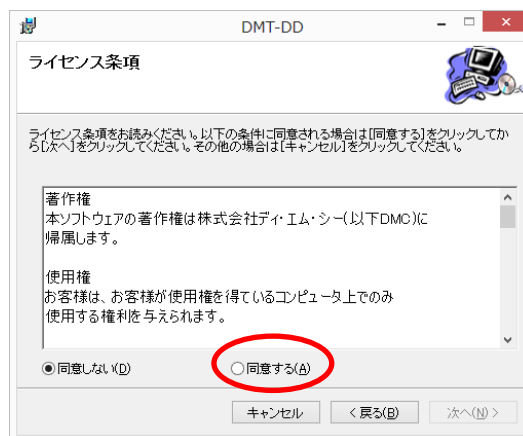 DMT-DD
ライセンス条項
ライセンス条項をお読みください。以下の条件に同意される場合は[同意する]をクリックしてか
ら[次へ]をクリックしてください。その他の場合は[キャンセル]をクリックしてください。
著作権
本ソフトウェアの著作権は株式会社ディ・エム・シー(以下DMC)に
帰属します。
使用権
お客様は、お客様が使用権を得ているコンピュータ上でのみ
使用する権利を与えられます。
同意しない(D) 同意する(A)
キャンセル < 戻る(B) 次へ(N) >